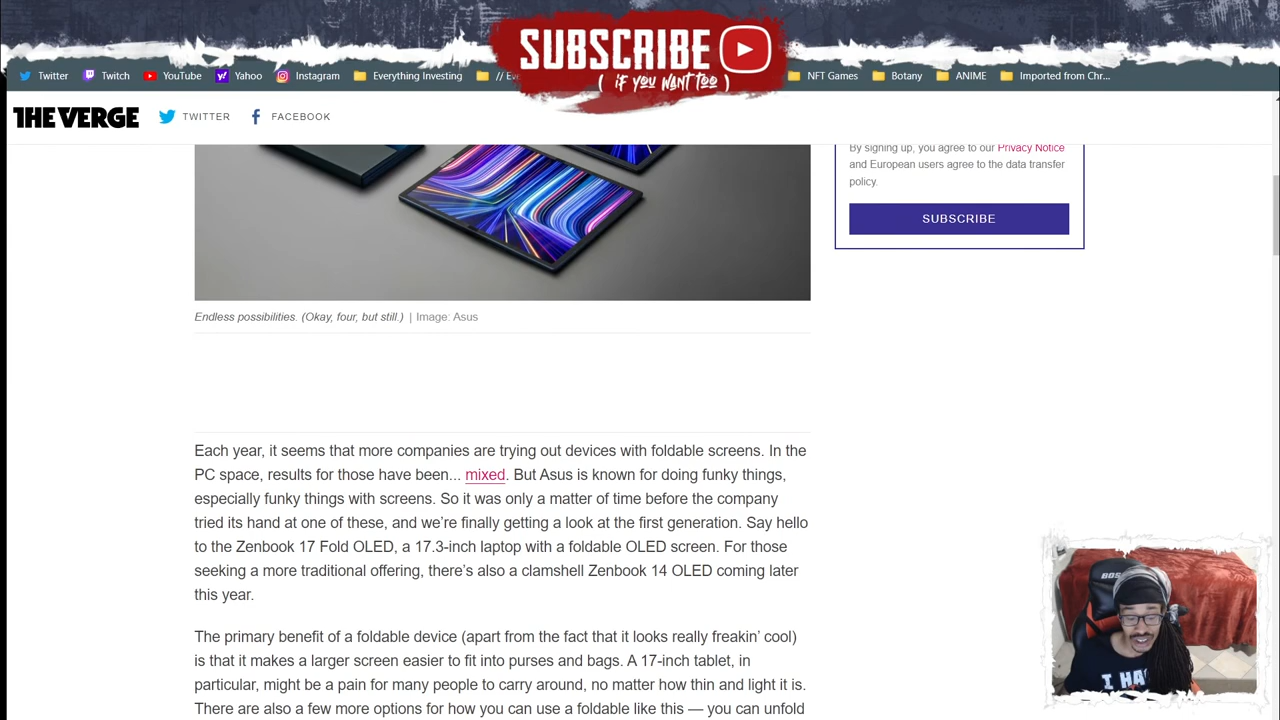 SUBSCRIBE
( if you want too )
Twitter Twitch YouTube Yahoo Instagram Everything Investing NFT Games Botany ANIME Imported from Chr...
THE VERGE TWITTER FACEBOOK
By signing up, you agree to our Privacy Notice
and European users agree to the data transfer
policy.
SUBSCRIBE
Endless possibilities. (Okay, four, but still.) | Image: Asus
Each year, it seems that more companies are trying out devices with foldable screens. In the
PC space, results for those have been... mixed. But Asus is known for doing funky things,
especially funky things with screens. So it was only a matter of time before the company
tried its hand at one of these, and we're finally getting a look at the first generation. Say hello
to the Zenbook 17 Fold OLED, a 17.3-inch laptop with a foldable OLED screen. For those
seeking a more traditional offering, there's also a clamshell Zenbook 14 OLED coming later
this year.
The primary benefit of a foldable device (apart from the fact that it looks really freakin' cool)
is that it makes a larger screen easier to fit into purses and bags. A 17-inch tablet, in
particular, might be a pain for many people to carry around, no matter how thin and light it is.
There are also a few more options for how you can use a foldable like this — you can unfold
BOS
I HA